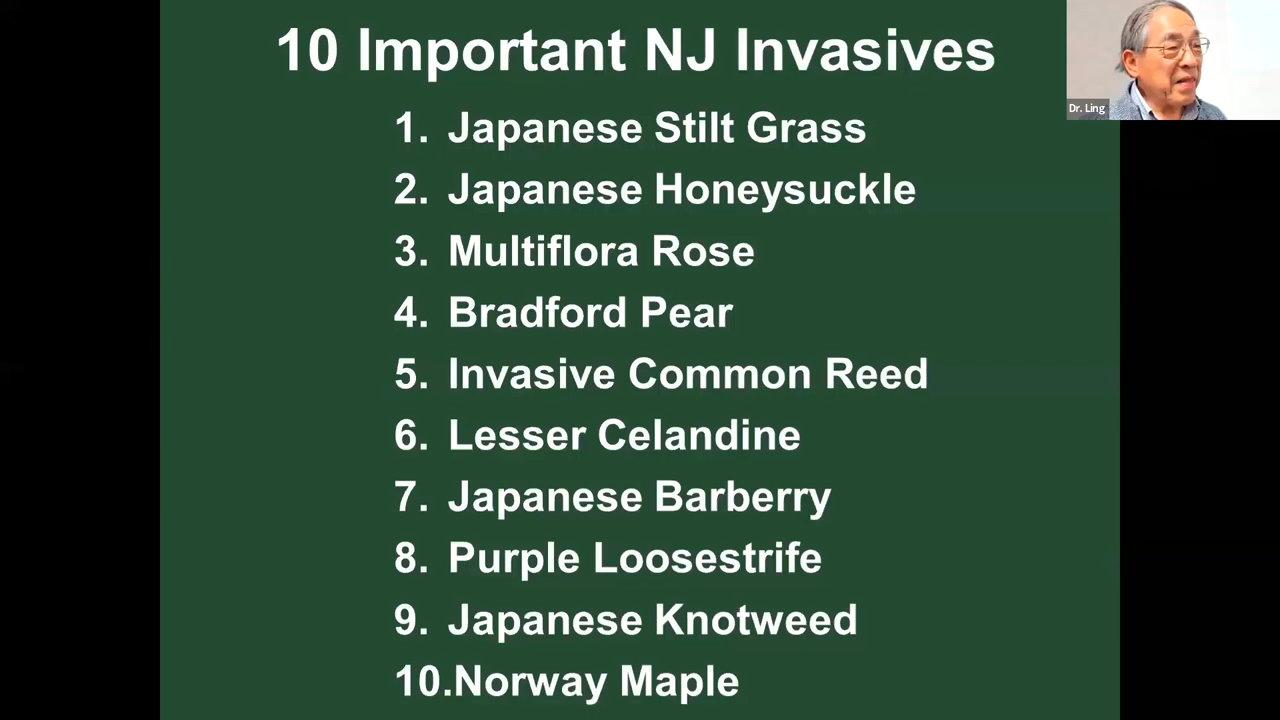 10 Important NJ Invasives
Dr. Ling
1. Japanese Stilt Grass
2. Japanese Honeysuckle
3. Multiflora Rose
4. Bradford Pear
5. Invasive Common Reed
6. Lesser Celandine
7. Japanese Barberry
8. Purple Loosestrife
9. Japanese Knotweed
10.Norway Maple